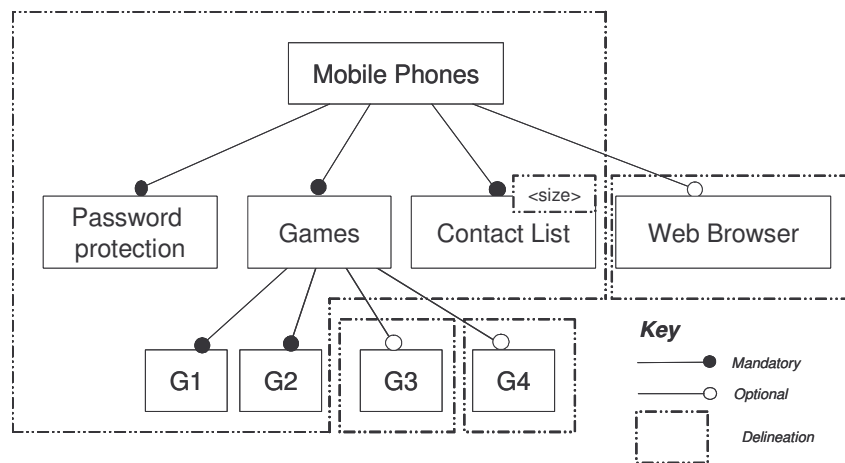 Mobile Phones
<size>
Password
protection
Games
Contact List
Web Browser
G1
G2
G3
G4
Key
Mandatory
Optional
Delineation